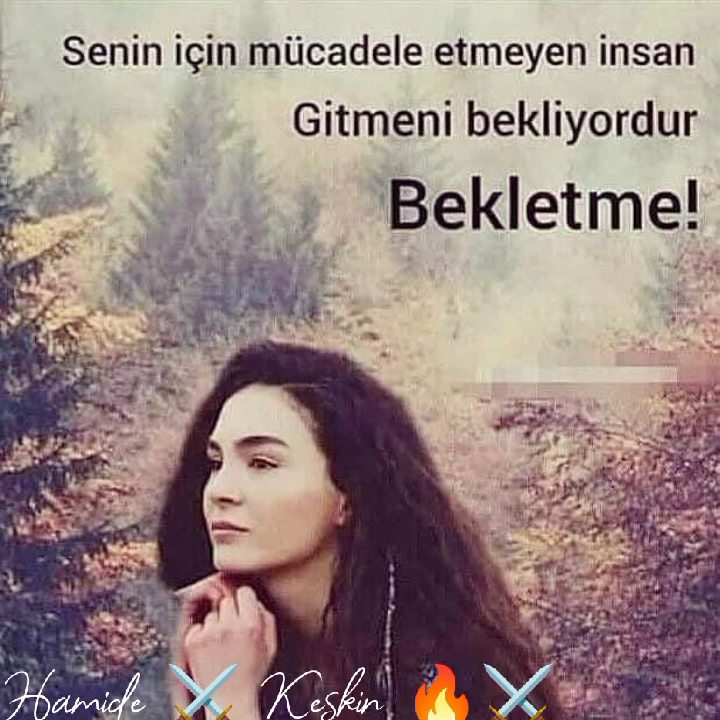 Senin için mücadele etmeyen insan
Gitmeni bekliyordur
Bekletme!
Hamide ⚔️ Keskin 🔥⚔️